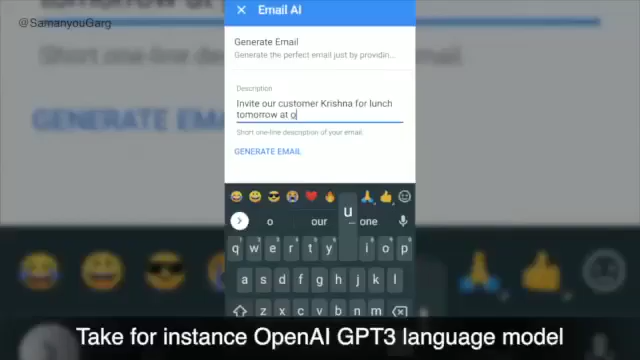 @SamanyouGarg
Email AI
Generate Email
Generate the perfect email just by providin...
Description
Invite our customer Krishna for lunch
tomorrow at o
Short one-line description of your email.
GENERATE EMAIL
o our one
u
q w e r t y i o p
a s d f g h j k l
z x c v b n m
Take for instance OpenAI GPT3 language model